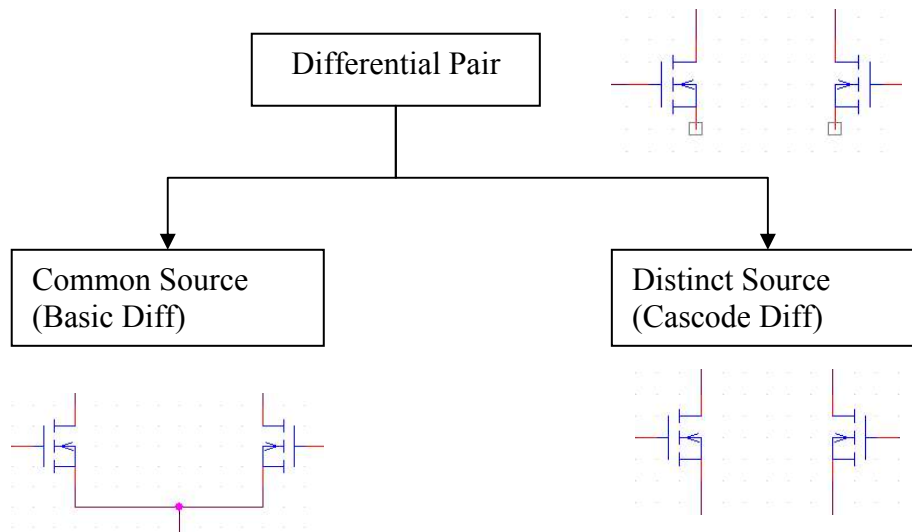 Differential Pair
Common Source
(Basic Diff)
Distinct Source
(Cascode Diff)